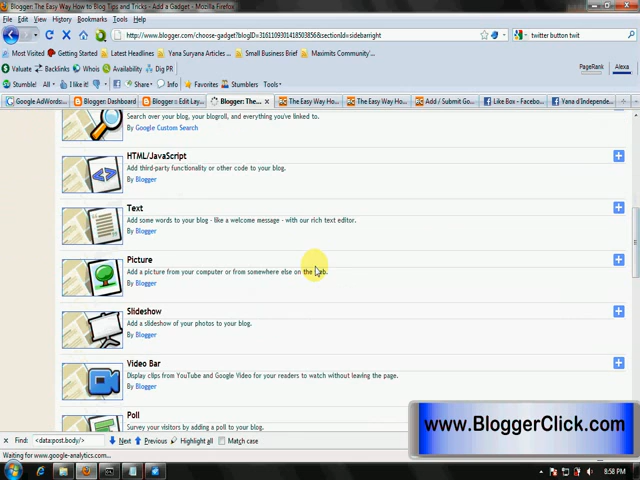 Blogger: The Easy Way How to Blog Tips and Tricks - Add a Gadget - Mozilla Firefox
File Edit View History Bookmarks Tools Help
http://www.blogger.com/choose-gadget?blogID=3161109301418503856&sectionId=sidebarright
twitter button twit
Most Visited Getting Started Latest Headlines Yana Suryana Articles ... Small Business Brief Maximits Community...
Valuate Backlinks Whois Availability Dig PR PageRank Alexa
Stumble! All I like it! Share Info Favorites Stumblers Tools
Google AdWords:... Blogger: Dashboard Blogger :: Edit Lay... Blogger: The... The Easy Way Ho... The Easy Way Ho... Add / Submit Go... Like Box - Faceboo... Yana d'Independe...
Search over your blog, your blogroll, and everything you've linked to.
By Google Custom Search
HTML/JavaScript
Add third-party functionality or other code to your blog.
By Blogger
Text
Add some words to your blog - like a welcome message - with our rich text editor.
By Blogger
Picture
Add a picture from your computer or from somewhere else on the web.
By Blogger
Slideshow
Add a slideshow of your photos to your blog.
By Blogger
Video Bar
Display clips from YouTube and Google Video for your readers to watch without leaving the page.
By Blogger
Poll
Survey your visitors by adding a poll to your blog.
www.BloggerClick.com
Find: <data:post.body/> Next Previous Highlight all Match case
Waiting for www.google-analytics.com...
8:58 PM